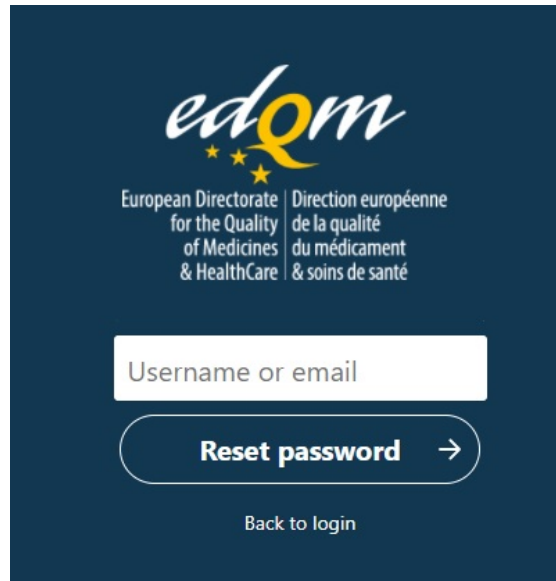 edQm
European Directorate
for the Quality
of Medicines
& HealthCare
Direction européenne
de la qualité
du médicament
& soins de santé
Username or email
Reset password
Back to login